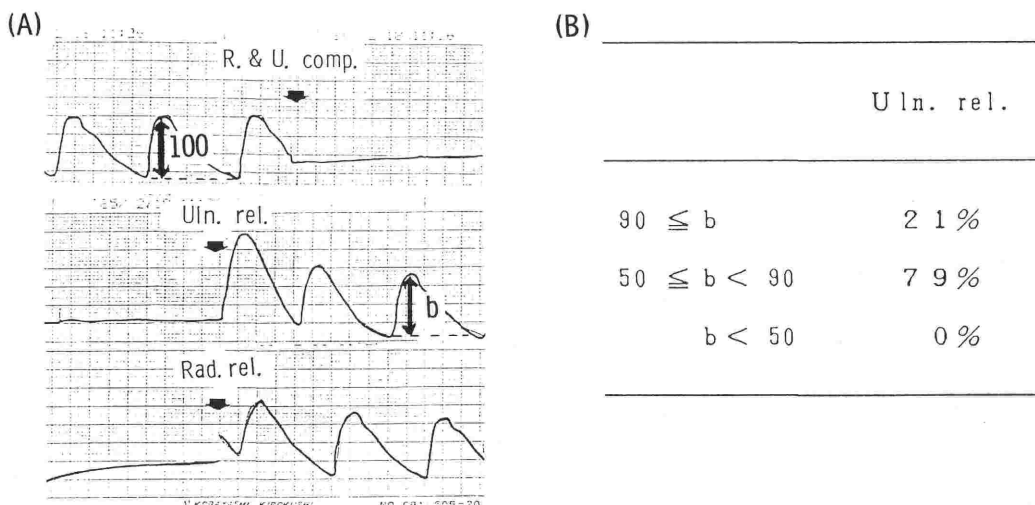 (A)
R. & U. comp.
100
Uln. rel.
b
Rad. rel.
(B)
Uln. rel.
90 ≦ b 21%
50 ≦ b < 90 79%
b < 50 0%